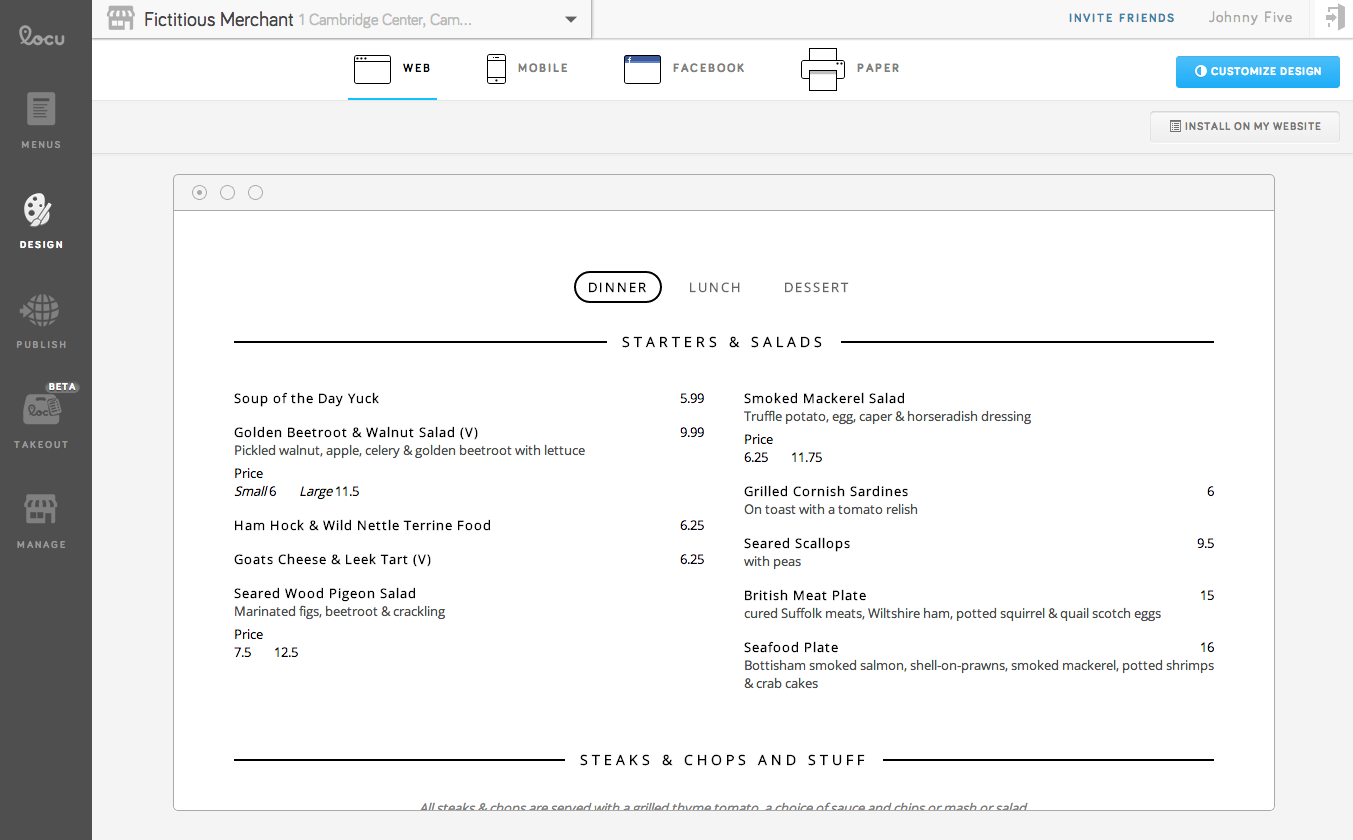 locu
Fictitious Merchant 1 Cambridge Center, Cam...
INVITE FRIENDS
Johnny Five
WEB
MOBILE
f
FACEBOOK
PAPER
CUSTOMIZE DESIGN
INSTALL ON MY WEBSITE
MENUS
DESIGN
PUBLISH
BETA
locu
TAKEOUT
MANAGE
DINNER
LUNCH
DESSERT
STARTERS & SALADS
Soup of the Day Yuck 5.99
Golden Beetroot & Walnut Salad (V) 9.99
Pickled walnut, apple, celery & golden beetroot with lettuce
Price
Small 6 Large 11.5
Ham Hock & Wild Nettle Terrine Food 6.25
Goats Cheese & Leek Tart (V) 6.25
Seared Wood Pigeon Salad
Marinated figs, beetroot & crackling
Price
7.5 12.5
Smoked Mackerel Salad
Truffle potato, egg, caper & horseradish dressing
Price
6.25 11.75
Grilled Cornish Sardines 6
On toast with a tomato relish
Seared Scallops 9.5
with peas
British Meat Plate 15
cured Suffolk meats, Wiltshire ham, potted squirrel & quail scotch eggs
Seafood Plate 16
Bottisham smoked salmon, shell-on-prawns, smoked mackerel, potted shrimps
& crab cakes
STEAKS & CHOPS AND STUFF
All steaks & chops are served with a grilled thyme tomato, a choice of sauce and chips or mash or salad